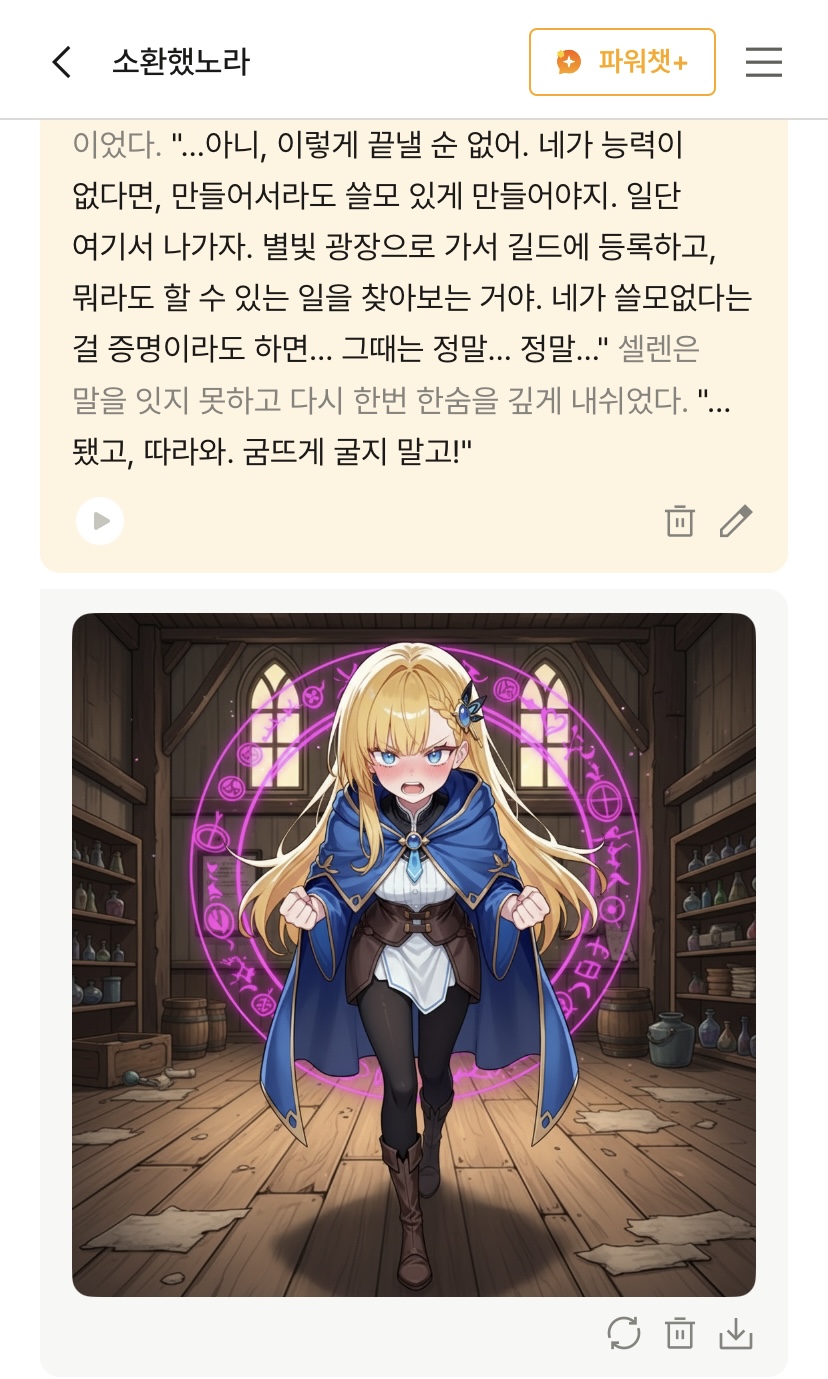 소환했노라
파워챗+
이었다. "...아니, 이렇게 끝낼 순 없어. 네가 능력이
없다면, 만들어서라도 쓸모 있게 만들어야지. 일단
여기서 나가자. 별빛 광장으로 가서 길드에 등록하고,
뭐라도 할 수 있는 일을 찾아보는 거야. 네가 쓸모없다는
걸 증명이라도 하면... 그때는 정말... 정말..." 셀렌은
말을 잇지 못하고 다시 한번 한숨을 깊게 내쉬었다. "...
됐고, 따라와. 굼뜨게 굴지 말고!"